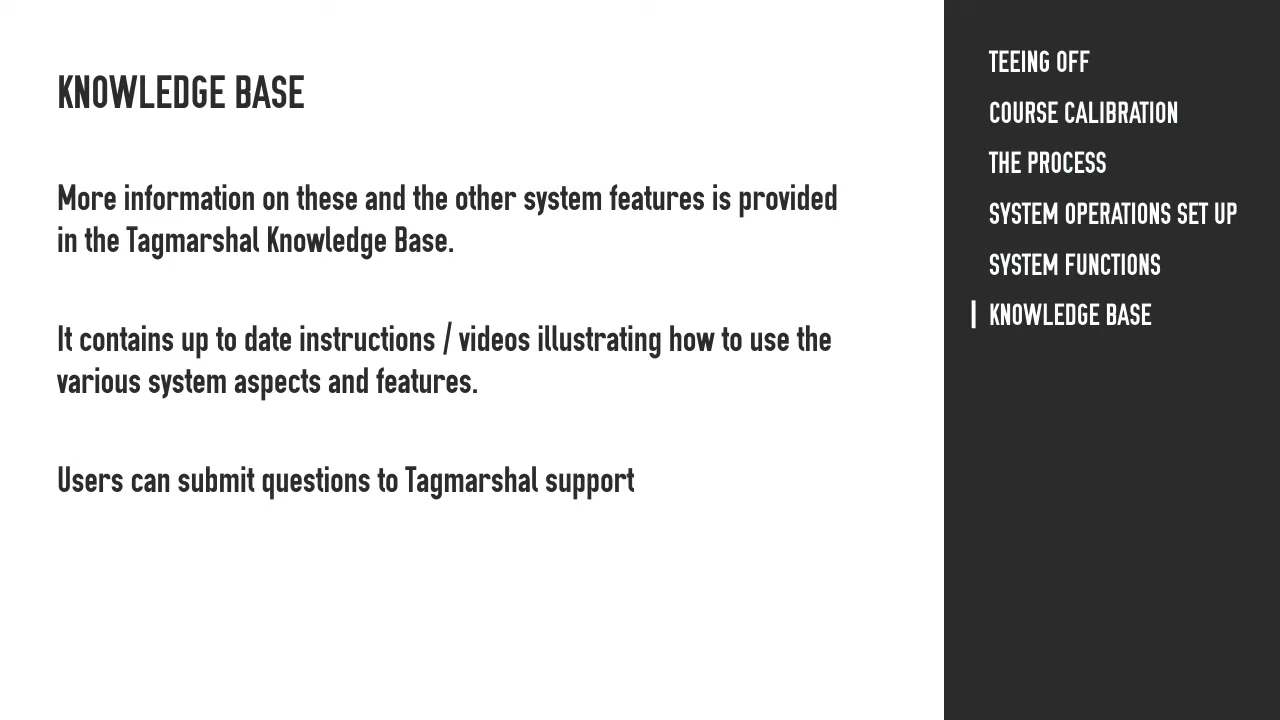 KNOWLEDGE BASE
More information on these and the other system features is provided
in the Tagmarshal Knowledge Base.
It contains up to date instructions / videos illustrating how to use the
various system aspects and features.
Users can submit questions to Tagmarshal support
TEEING OFF
COURSE CALIBRATION
THE PROCESS
SYSTEM OPERATIONS SET UP
SYSTEM FUNCTIONS
KNOWLEDGE BASE